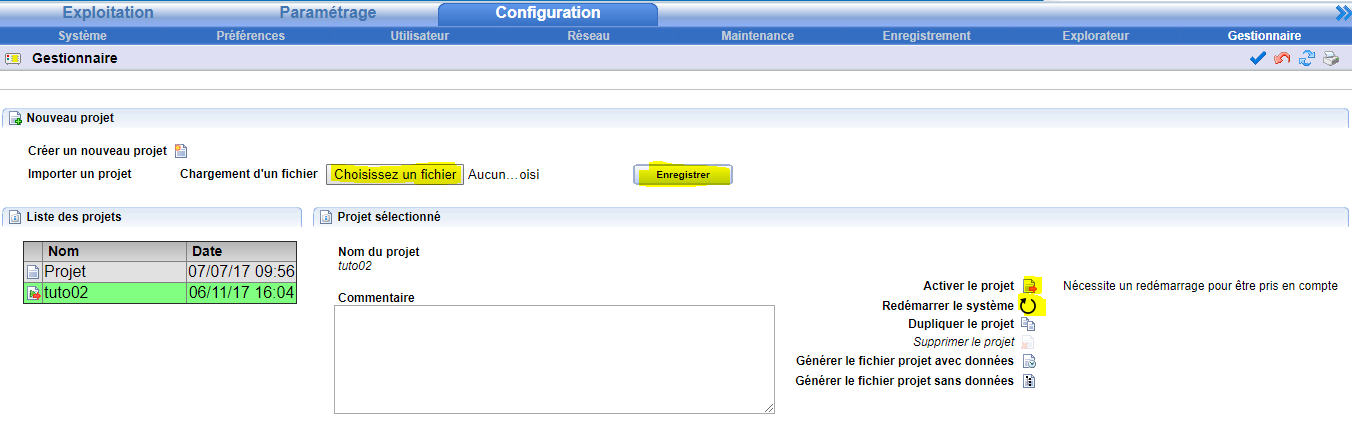 Exploitation Paramétrage Configuration
Système Préférences Utilisateur Réseau Maintenance Enregistrement Explorateur Gestionnaire
Gestionnaire
Nouveau projet
Créer un nouveau projet
Importer un projet Chargement d'un fichier Choisissez un fichier Aucun…oisi Enregistrer
Liste des projets Projet sélectionné
Nom Date
Projet 07/07/17 09:56
tuto02 06/11/17 16:04
Nom du projet
tuto02
Commentaire
Activer le projet Nécessite un redémarrage pour être pris en compte
Redémarrer le système
Dupliquer le projet
Supprimer le projet
Générer le fichier projet avec données
Générer le fichier projet sans données